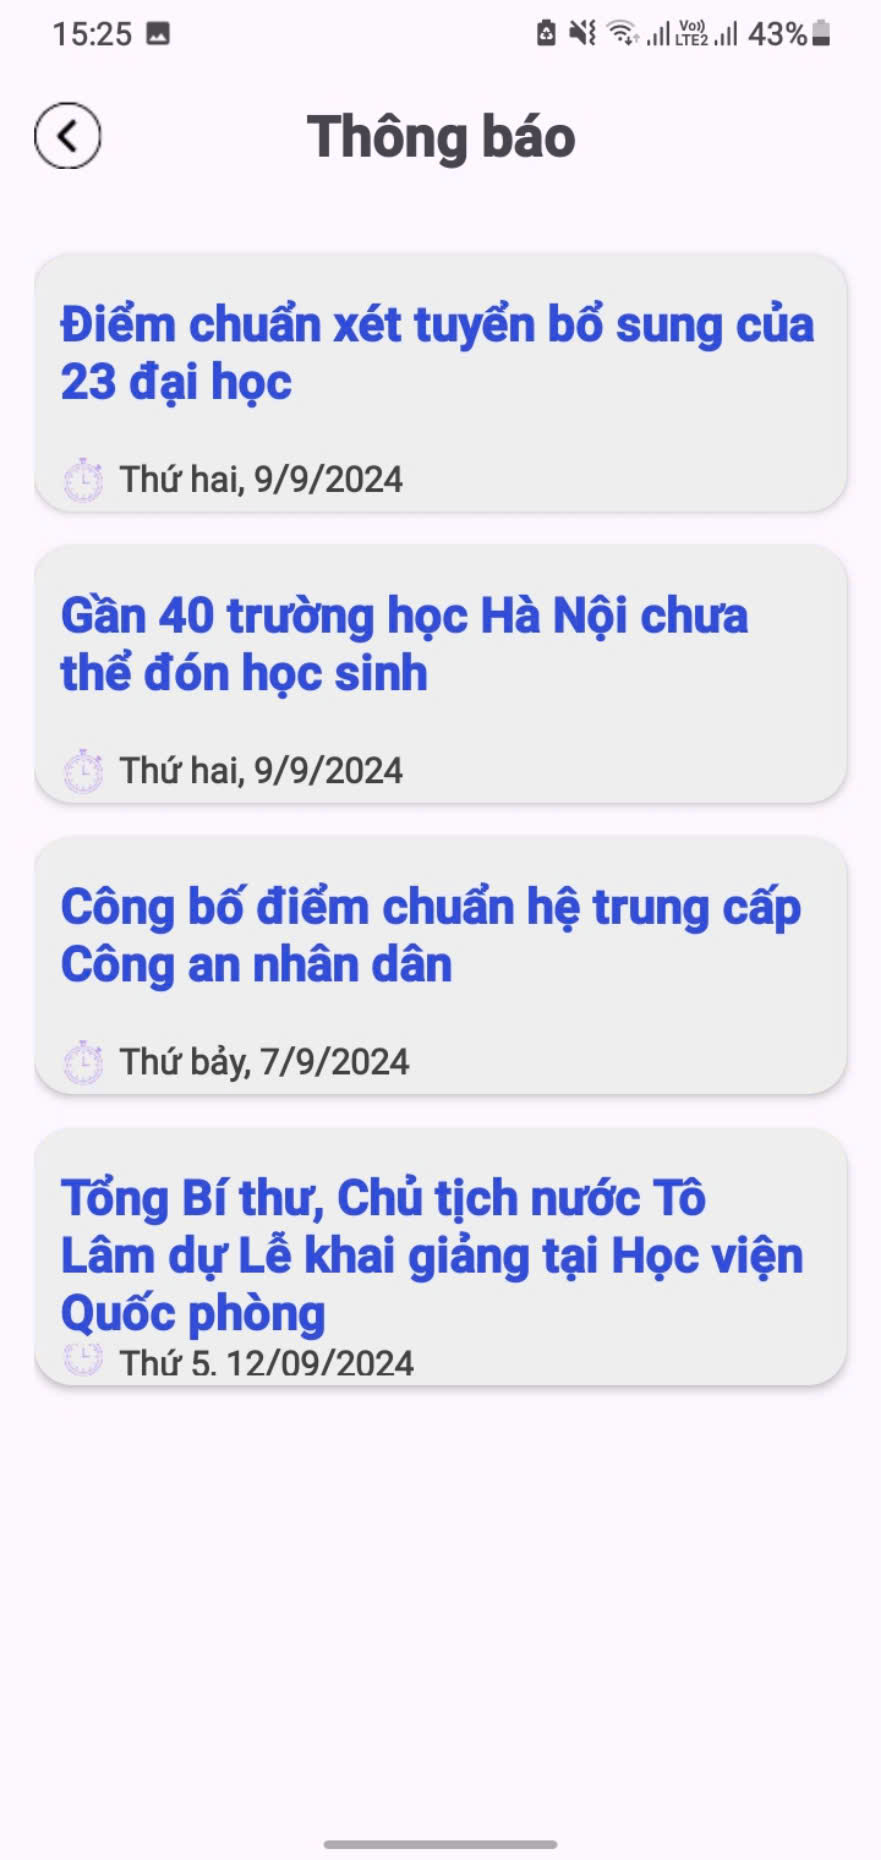 15:25
Vo)) LTE2 43%
Thông báo
Điểm chuẩn xét tuyển bổ sung của
23 đại học
Thứ hai, 9/9/2024
Gần 40 trường học Hà Nội chưa
thể đón học sinh
Thứ hai, 9/9/2024
Công bố điểm chuẩn hệ trung cấp
Công an nhân dân
Thứ bảy, 7/9/2024
Tổng Bí thư, Chủ tịch nước Tô
Lâm dự Lễ khai giảng tại Học viện
Quốc phòng
Thứ 5. 12/09/2024